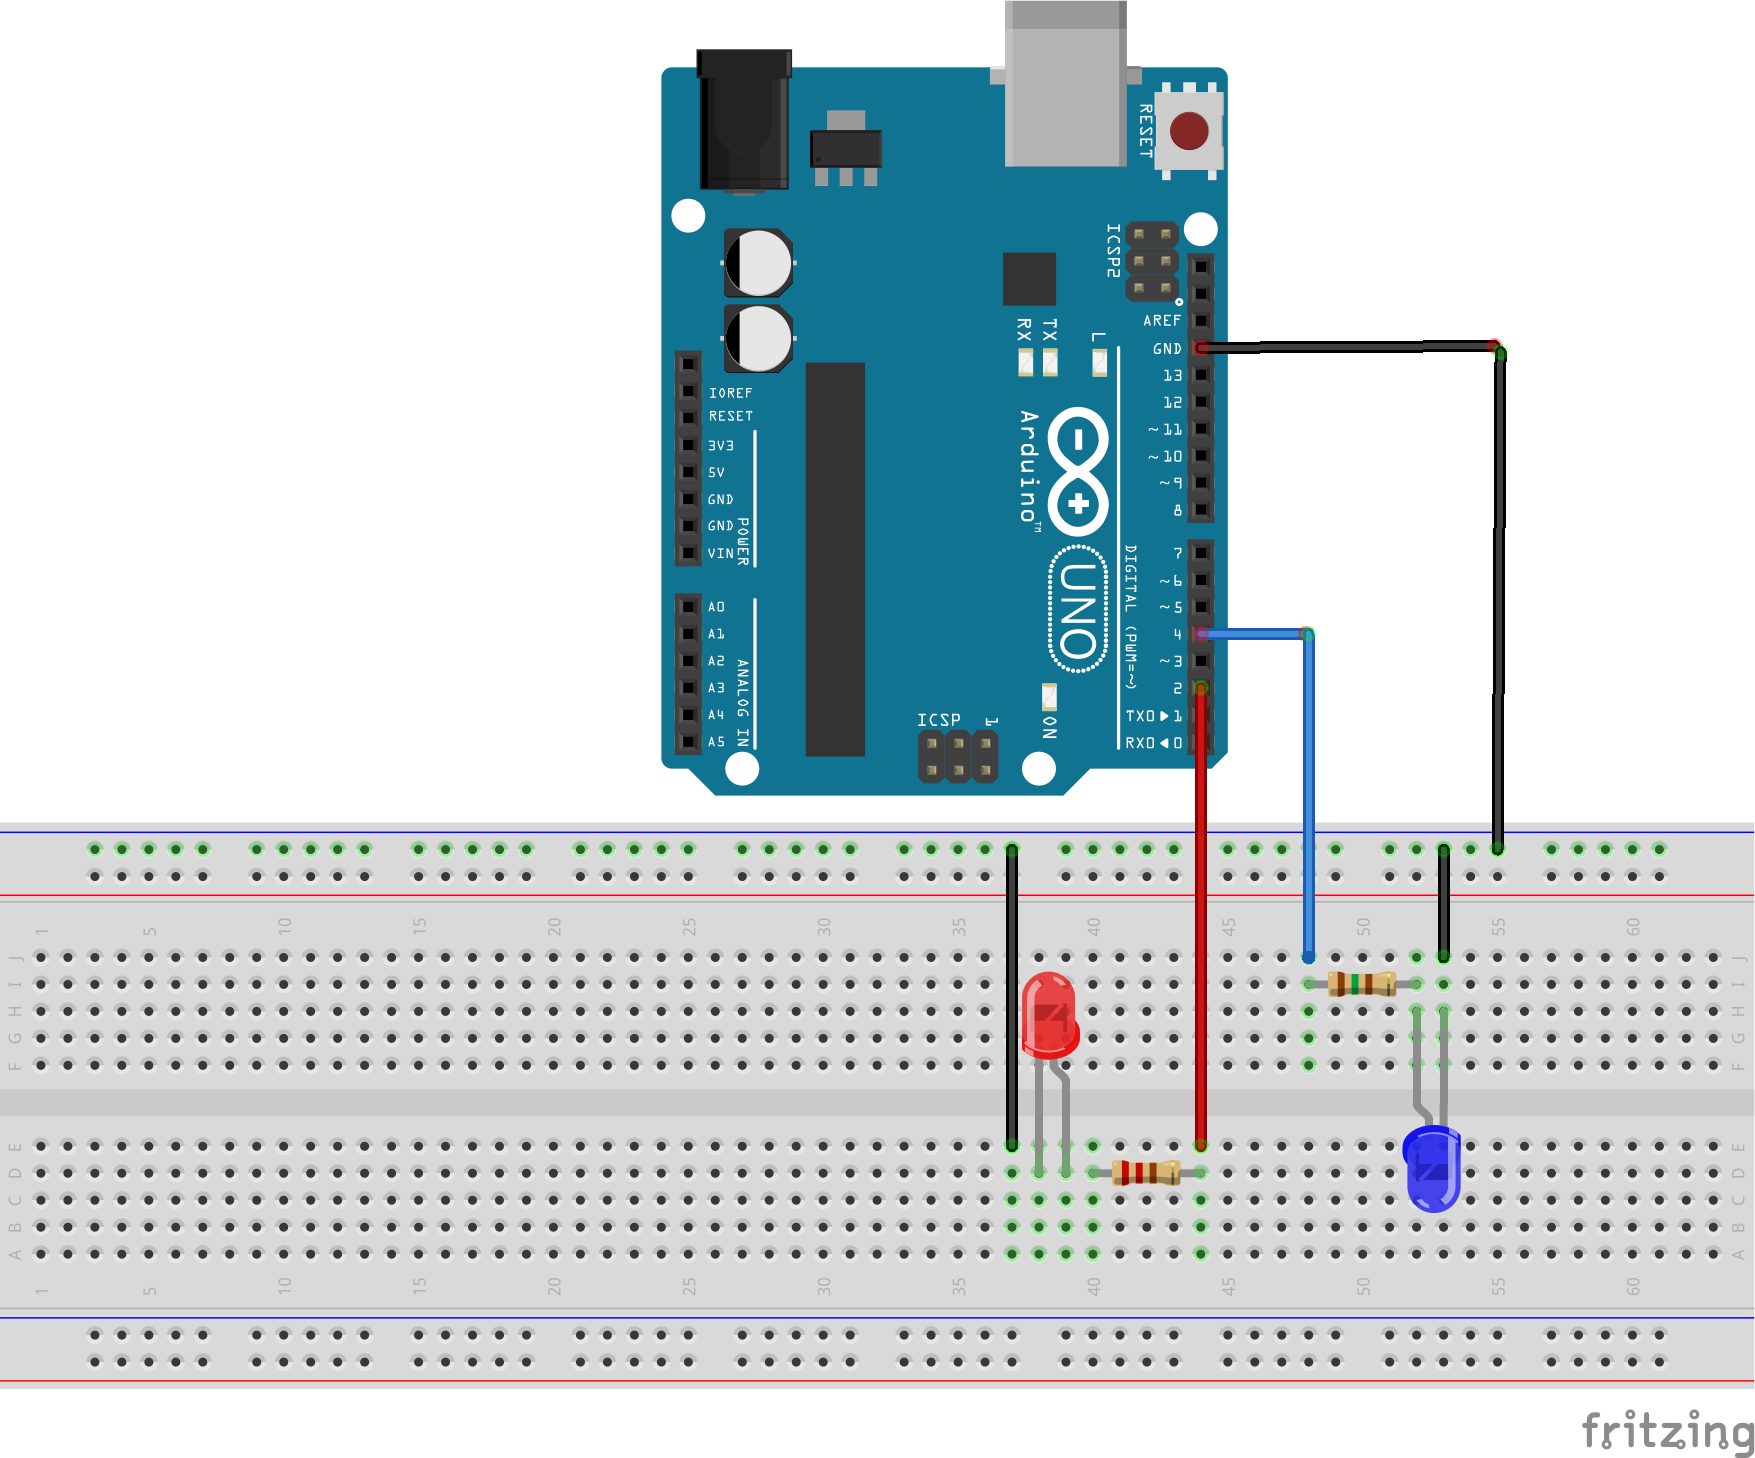 RESET
ICSP2
AREF
GND
RX
TX
L
13
12
~11
~10
~9
8
IOREF
RESET
3V3
5V
GND
GND
VIN
POWER
Arduino™
UNO
DIGITAL (PWM=~)
7
~6
~5
4
~3
2
TX0▶1
RX0◀0
A0
A1
A2
A3
A4
A5
ANALOG IN
ICSP
1
ON
1 5 10 15 20 25 30 35 40 45 50 55 60
J J
I I
H H
G G
F F
E E
D D
C C
B B
A A
1 5 10 15 20 25 30 35 40 45 50 55 60
fritzing